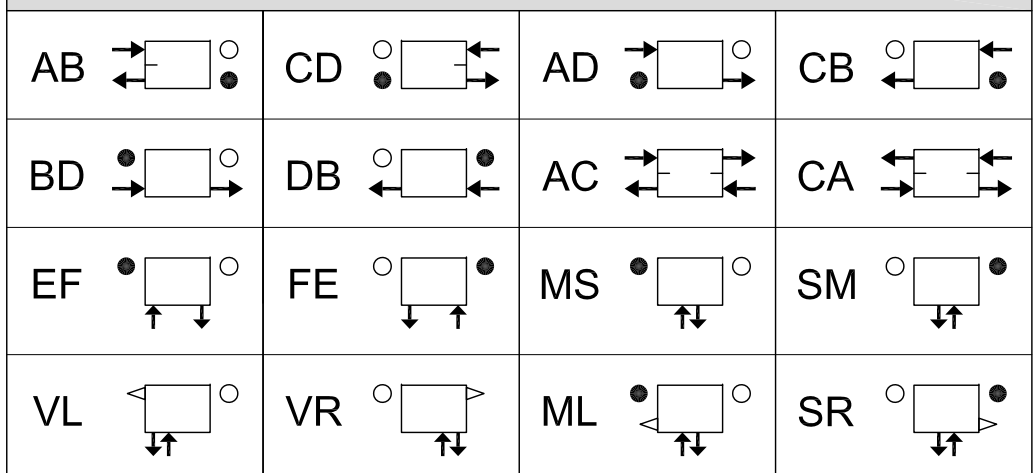 AB CD AD CB
BD DB AC CA
EF FE MS SM
VL VR ML SR